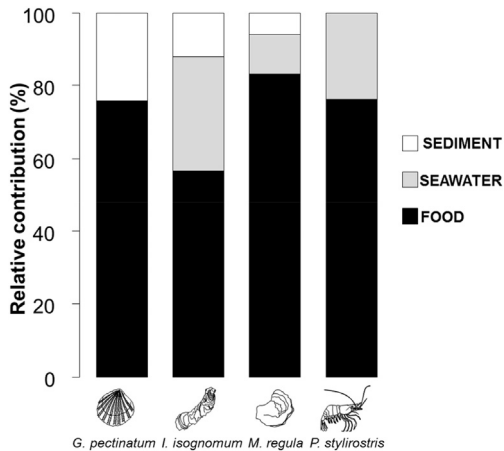 Relative contribution (%)
100
80
60
40
20
0
SEDIMENT
SEAWATER
FOOD
G. pectinatum I. isognomum M. regula P. stylirostris